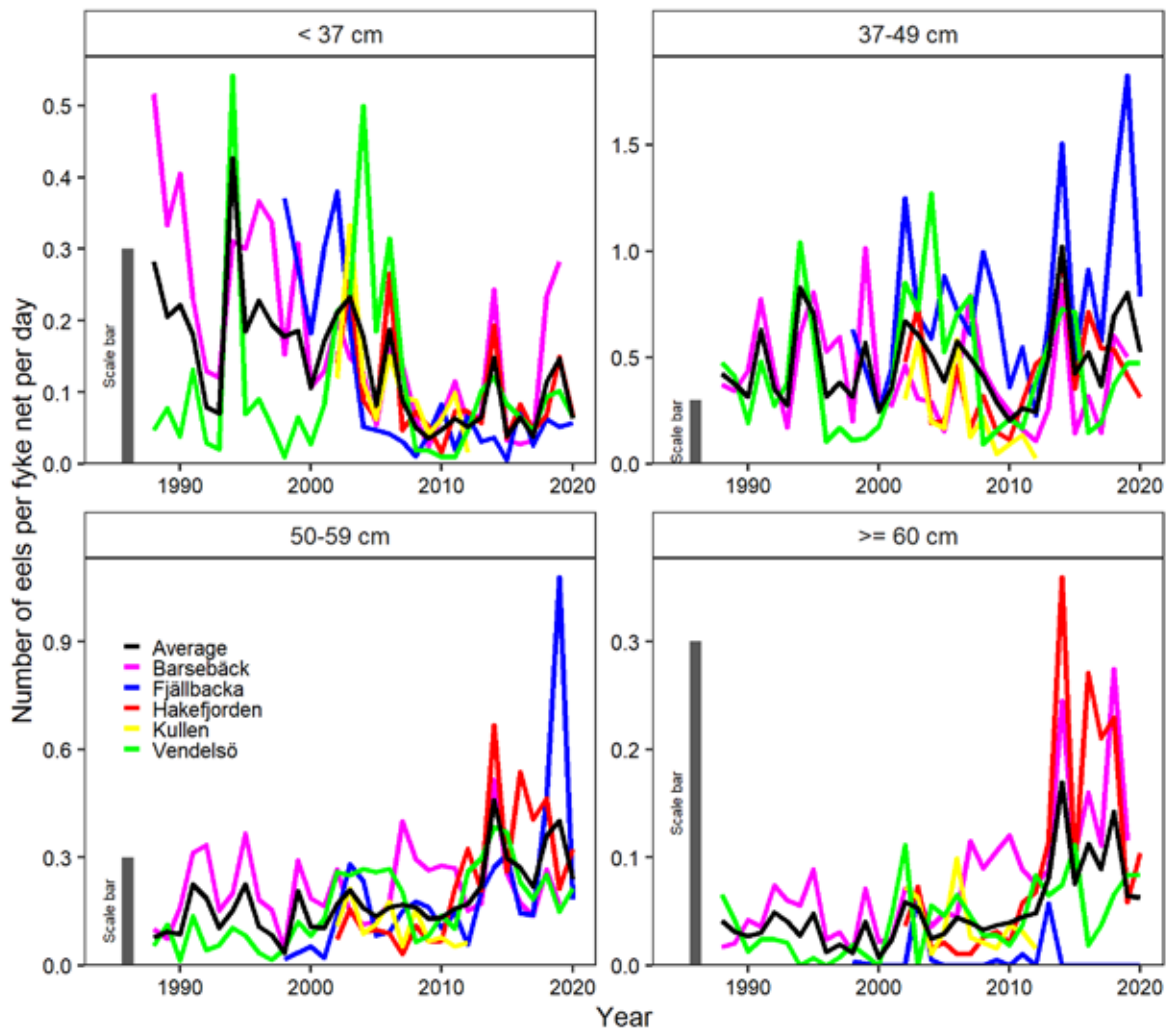 < 37 cm
37-49 cm
0.5
0.4
0.3
0.2
0.1
0.0
Scale bar
1990
2000
2010
2020
1.5
1.0
0.5
0.0
Scale bar
1990
2000
2010
2020
Number of eels per fyke net per day
50-59 cm
>= 60 cm
0.9
0.6
0.3
0.0
Average
Barsebäck
Fjällbacka
Hakefjorden
Kullen
Vendelsö
Scale bar
1990
2000
2010
2020
0.3
0.2
0.1
0.0
Scale bar
1990
2000
2010
2020
Year